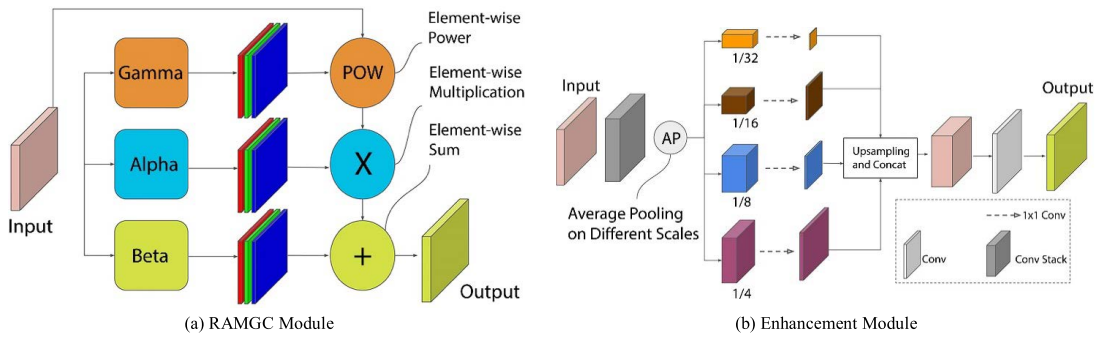 Input
Gamma
Alpha
Beta
POW
X
+
Element-wise
Power
Element-wise
Multiplication
Element-wise
Sum
Output
(a) RAMGC Module
Input
AP
Average Pooling
on Different Scales
1/32
1/16
1/8
1/4
Upsampling
and Concat
Output
1x1 Conv
Conv
Conv Stack
(b) Enhancement Module